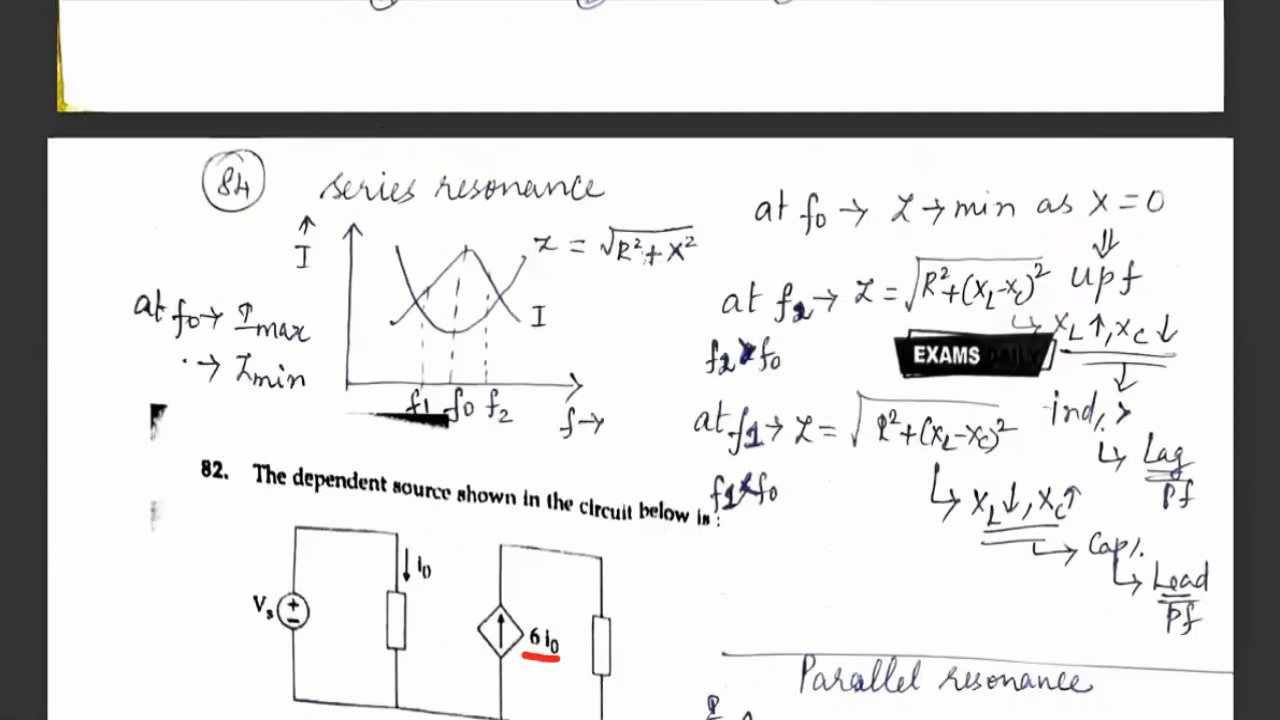 84 series resonance
↑
I
z = √R²+X²
I
at f0 → Imax
→ Zmin
f1 f0 f2
f→
at f0 → Z → min as X=0
⇓
upf
at f2 → Z = √R²+(XL-Xc)²
↳ XL↑, Xc↓
f2 > f0
EXAMS DAILY
ind,
↳ Lag
pf
at f1 → Z = √R²+(XL-Xc)²
f1 < f0
↳ XL↓, Xc↑
↳ Cap,
↳ Lead
pf
82. The dependent source shown in the circuit below is :
Vs
i0
6 i0
Parallel resonance